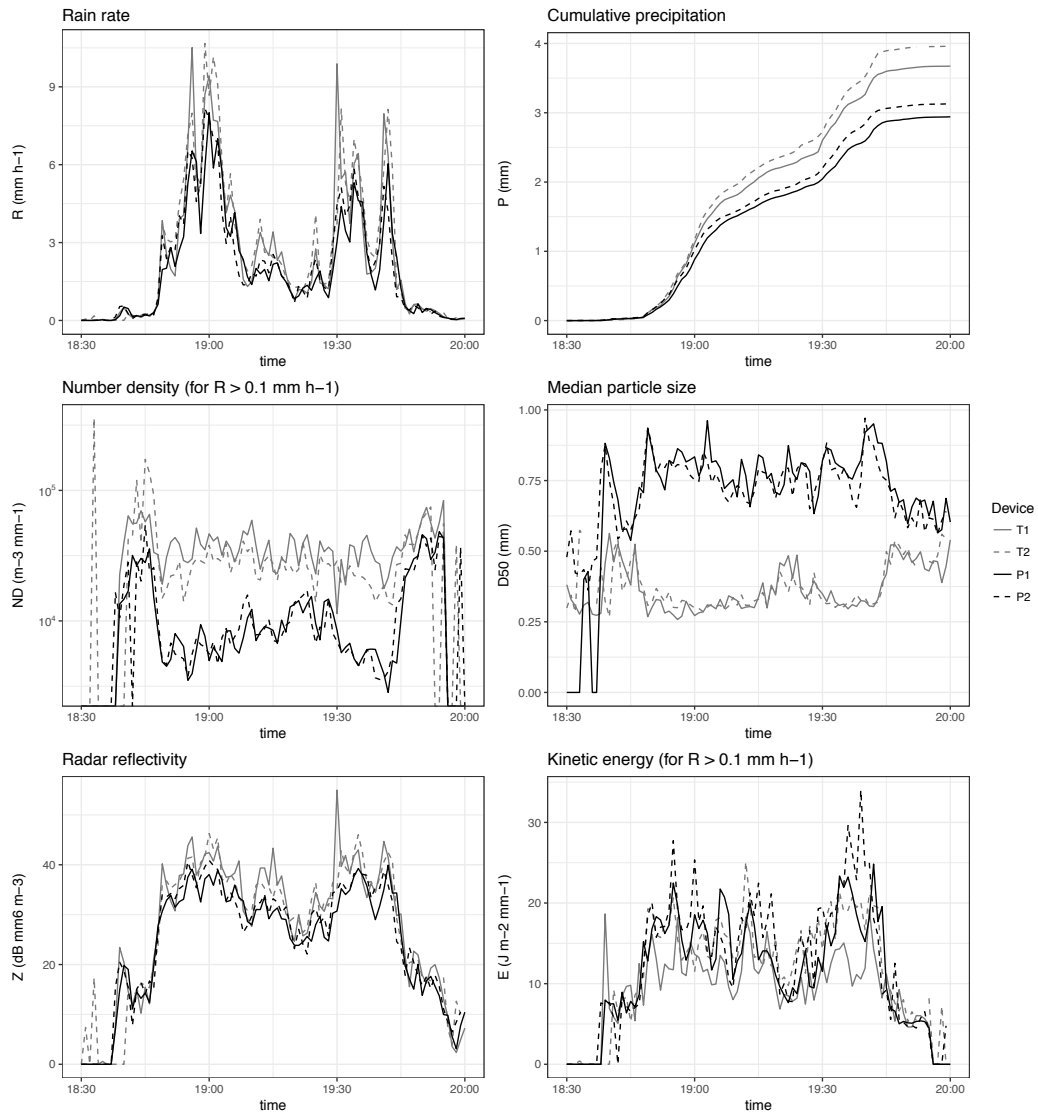 Rain rate
R (mm h−1)
9
6
3
0
18:30 19:00 19:30 20:00
time
Cumulative precipitation
P (mm)
4
3
2
1
0
18:30 19:00 19:30 20:00
time
Number density (for R > 0.1 mm h−1)
ND (m−3 mm−1)
10^5
10^4
18:30 19:00 19:30 20:00
time
Median particle size
D50 (mm)
1.00
0.75
0.50
0.25
0.00
18:30 19:00 19:30 20:00
time
Device
T1
T2
P1
P2
Radar reflectivity
Z (dB mm6 m−3)
40
20
0
18:30 19:00 19:30 20:00
time
Kinetic energy (for R > 0.1 mm h−1)
E (J m−2 mm−1)
30
20
10
0
18:30 19:00 19:30 20:00
time